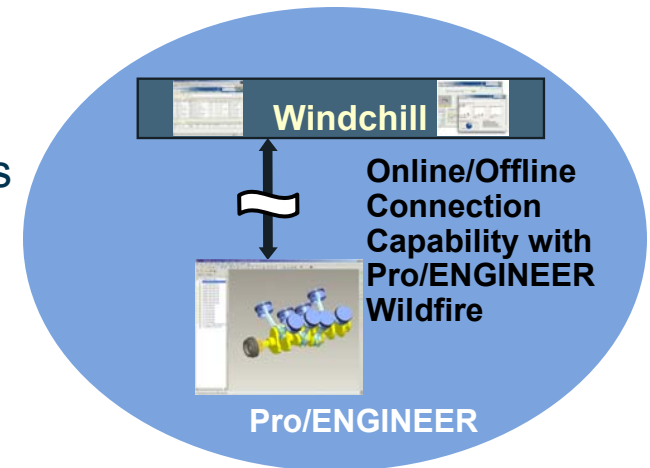 Windchill
s
Online/Offline
Connection
Capability with
Pro/ENGINEER
Wildfire
Pro/ENGINEER